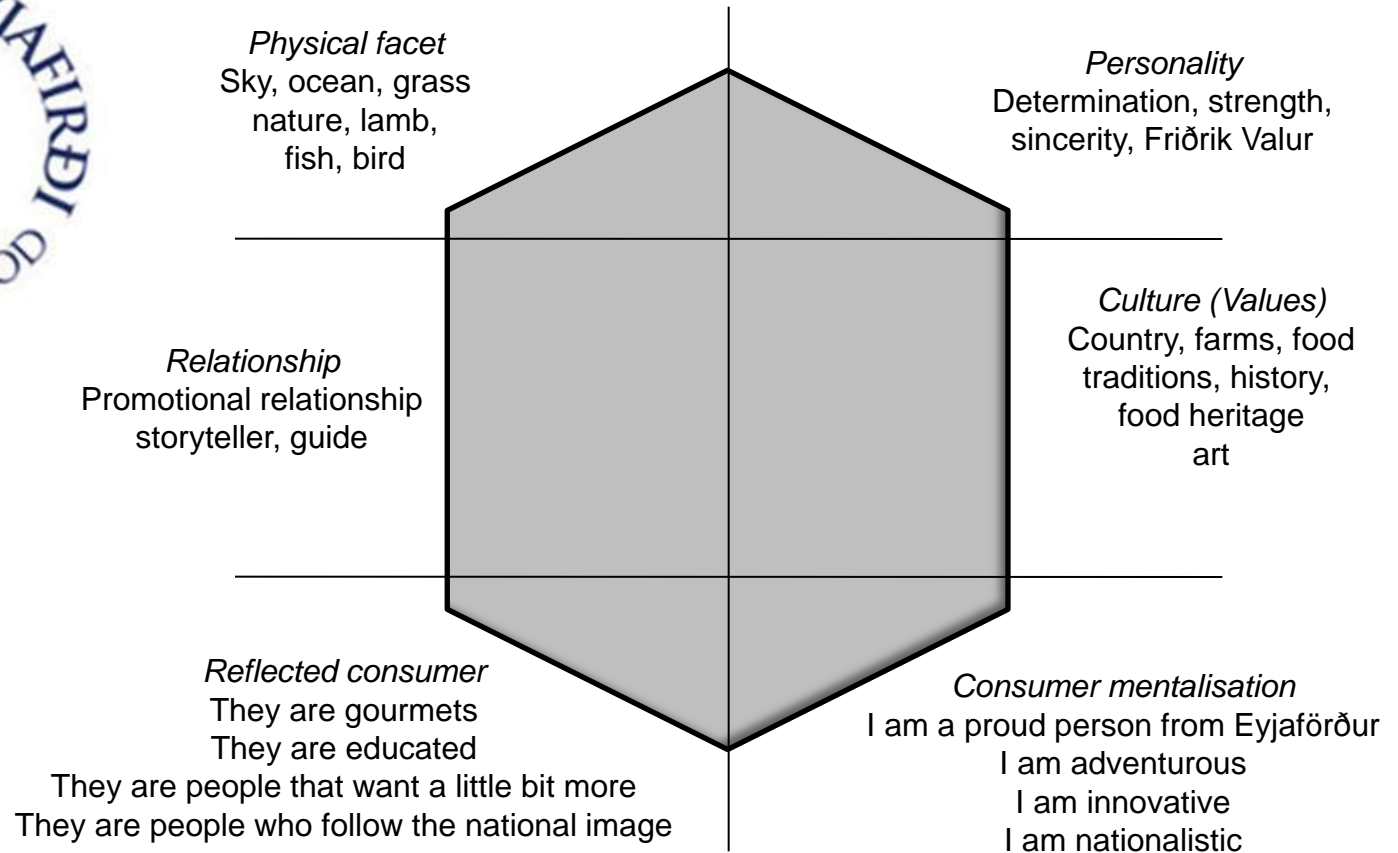 Physical facet
Sky, ocean, grass
nature, lamb,
fish, bird
Personality
Determination, strength,
sincerity, Friðrik Valur
Relationship
Promotional relationship
storyteller, guide
Culture (Values)
Country, farms, food
traditions, history,
food heritage
art
Reflected consumer
They are gourmets
They are educated
They are people that want a little bit more
They are people who follow the national image
Consumer mentalisation
I am a proud person from Eyjaförður
I am adventurous
I am innovative
I am nationalistic